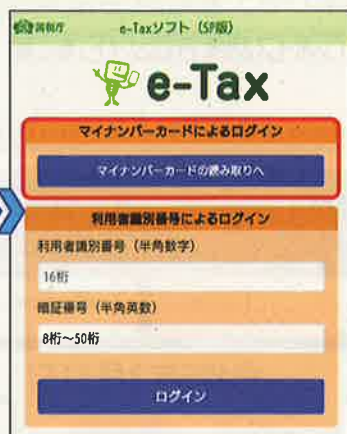 国税庁
e-Taxソフト（SP版）
e-Tax
マイナンバーカードによるログイン
マイナンバーカードの読み取りへ
利用者識別番号によるログイン
利用者識別番号（半角数字）
16桁
暗証番号（半角英数）
8桁～50桁
ログイン